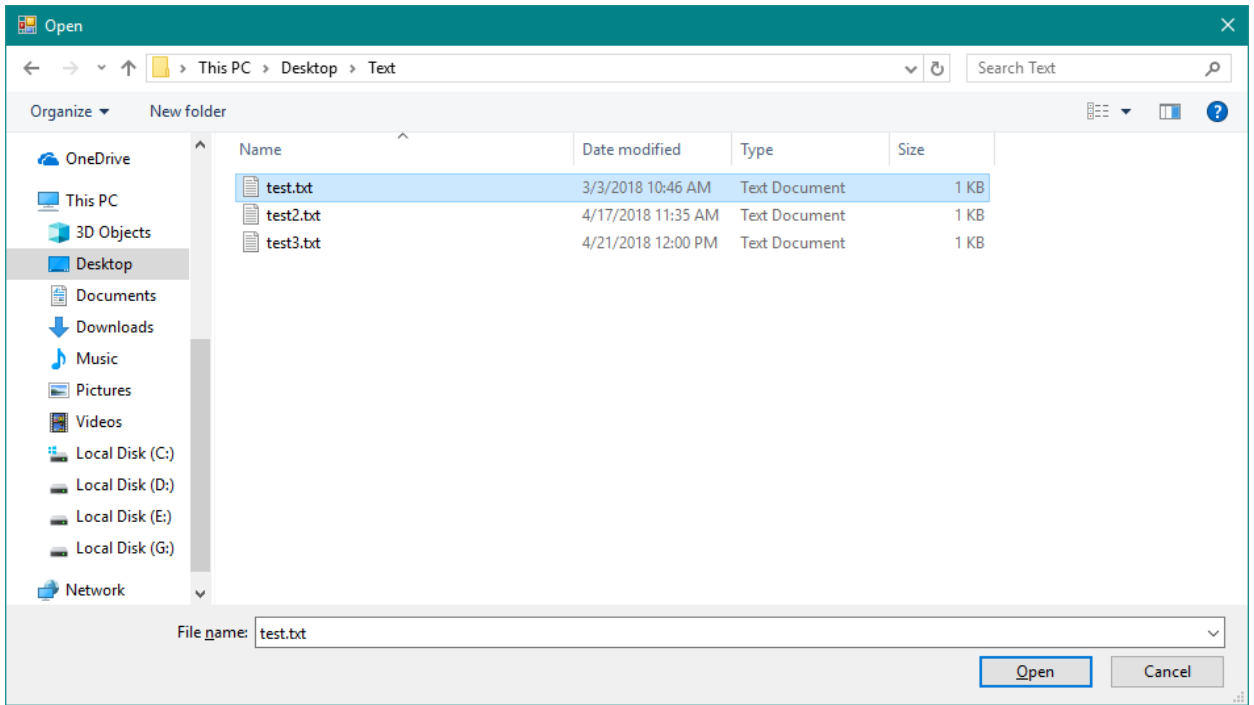 Open
This PC > Desktop > Text
Search Text
Organize
New folder
OneDrive
This PC
3D Objects
Desktop
Documents
Downloads
Music
Pictures
Videos
Local Disk (C:)
Local Disk (D:)
Local Disk (E:)
Local Disk (G:)
Network
Name Date modified Type Size
test.txt 3/3/2018 10:46 AM Text Document 1 KB
test2.txt 4/17/2018 11:35 AM Text Document 1 KB
test3.txt 4/21/2018 12:00 PM Text Document 1 KB
File name: test.txt
Open Cancel